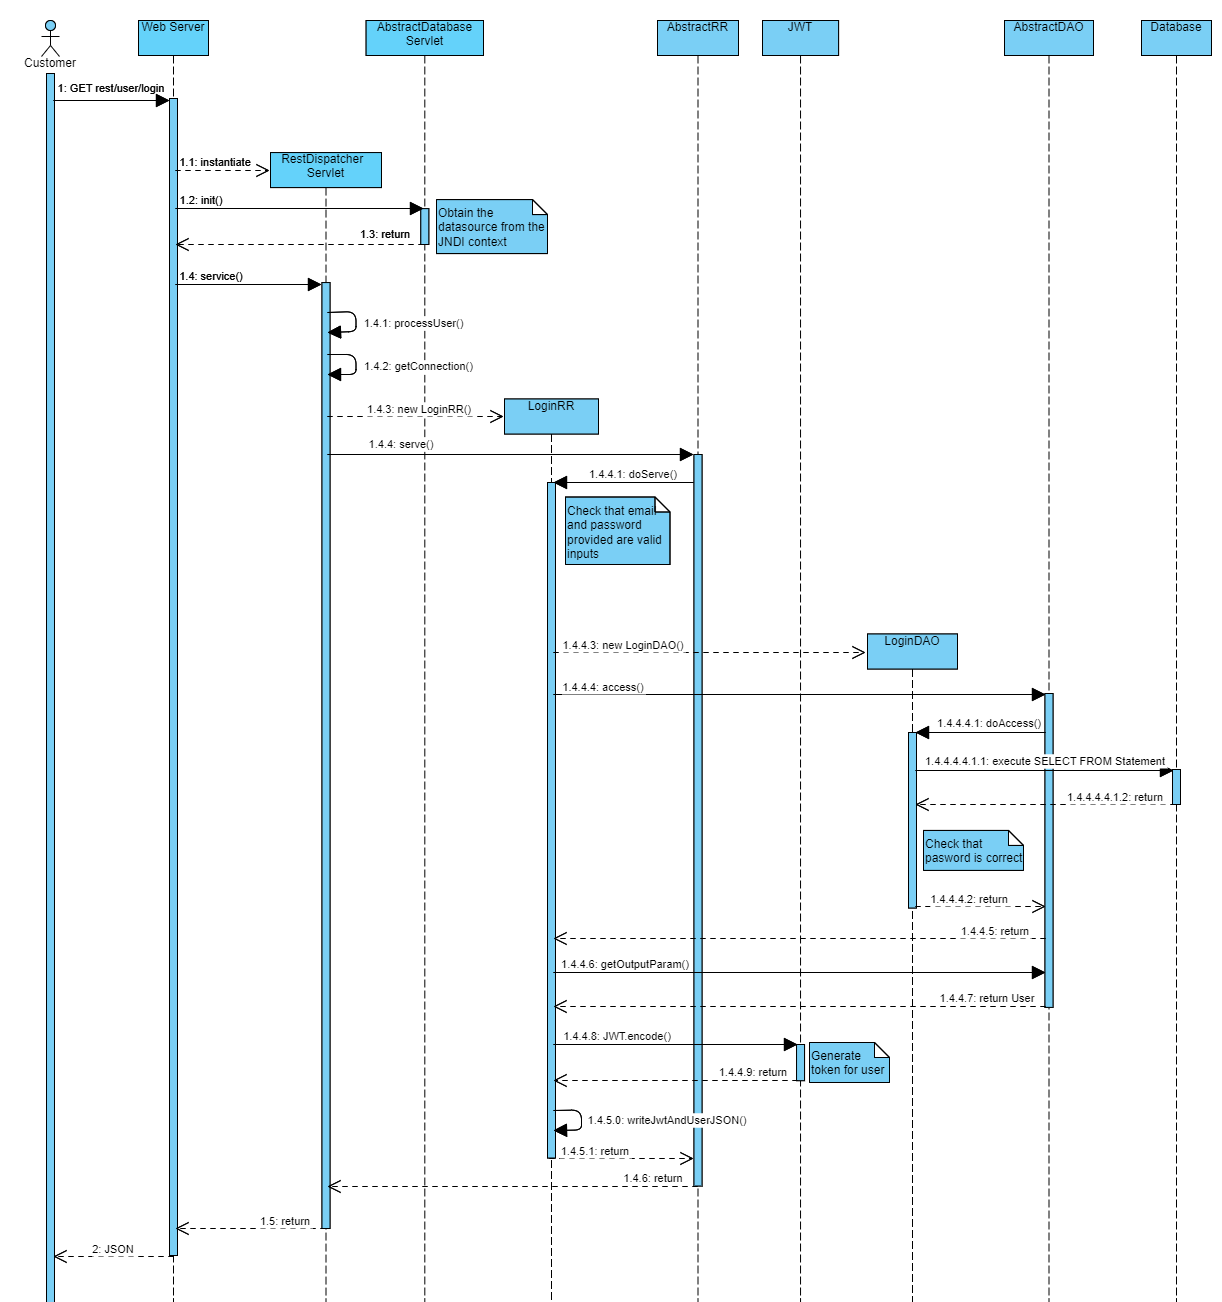 Web Server
AbstractDatabase
Servlet
AbstractRR
JWT
AbstractDAO
Database
Customer
1: GET rest/user/login
1.1: instantiate
RestDispatcher
Servlet
1.2: init()
Obtain the
datasource from the
JNDI context
1.3: return
1.4: service()
1.4.1: processUser()
1.4.2: getConnection()
1.4.3: new LoginRR()
LoginRR
1.4.4: serve()
1.4.4.1: doServe()
Check that email
and password
provided are valid
inputs
1.4.4.3: new LoginDAO()
LoginDAO
1.4.4.4: access()
1.4.4.4.1: doAccess()
1.4.4.4.4.1.1: execute SELECT FROM Statement
1.4.4.4.4.1.2: return
Check that
pasword is correct
1.4.4.4.2: return
1.4.4.5: return
1.4.4.6: getOutputParam()
1.4.4.7: return User
1.4.4.8: JWT.encode()
Generate
token for user
1.4.4.9: return
1.4.5.0: writeJwtAndUserJSON()
1.4.5.1: return
1.4.6: return
1.5: return
2: JSON